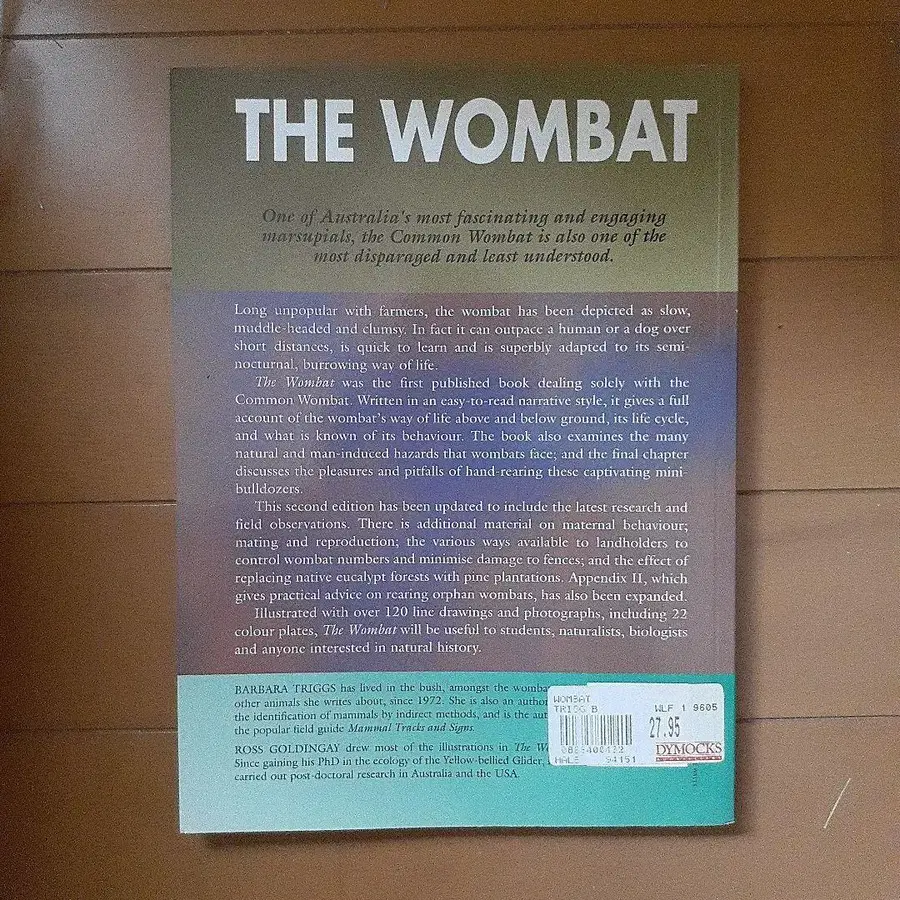 THE WOMBAT
One of Australia's most fascinating and engaging
marsupials, the Common Wombat is also one of the
most disparaged and least understood.
Long unpopular with farmers, the wombat has been depicted as slow,
muddle-headed and clumsy. In fact it can outpace a human or a dog over
short distances, is quick to learn and is superbly adapted to its semi-
nocturnal, burrowing way of life.
The Wombat was the first published book dealing solely with the
Common Wombat. Written in an easy-to-read narrative style, it gives a full
account of the wombat's way of life above and below ground, its life cycle,
and what is known of its behaviour. The book also examines the many
natural and man-induced hazards that wombats face; and the final chapter
discusses the pleasures and pitfalls of hand-rearing these captivating mini-
bulldozers.
This second edition has been updated to include the latest research and
field observations. There is additional material on maternal behaviour;
mating and reproduction; the various ways available to landholders to
control wombat numbers and minimise damage to fences; and the effect of
replacing native eucalypt forests with pine plantations. Appendix II, which
gives practical advice on rearing orphan wombats, has also been expanded.
Illustrated with over 120 line drawings and photographs, including 22
colour plates, The Wombat will be useful to students, naturalists, biologists
and anyone interested in natural history.
BARBARA TRIGGS has lived in the bush, amongst the womba
other animals she writes about, since 1972. She is also an author
the identification of mammals by indirect methods, and is the aut
the popular field guide Mammal Tracks and Signs.
ROSS GOLDINGAY drew most of the illustrations in The W
Since gaining his PhD in the ecology of the Yellow-bellied Glider,
carried out post-doctoral research in Australia and the USA.
WOMBAT
TRIGG B WLF 1 9605
27.95
94151
DYMOCKS